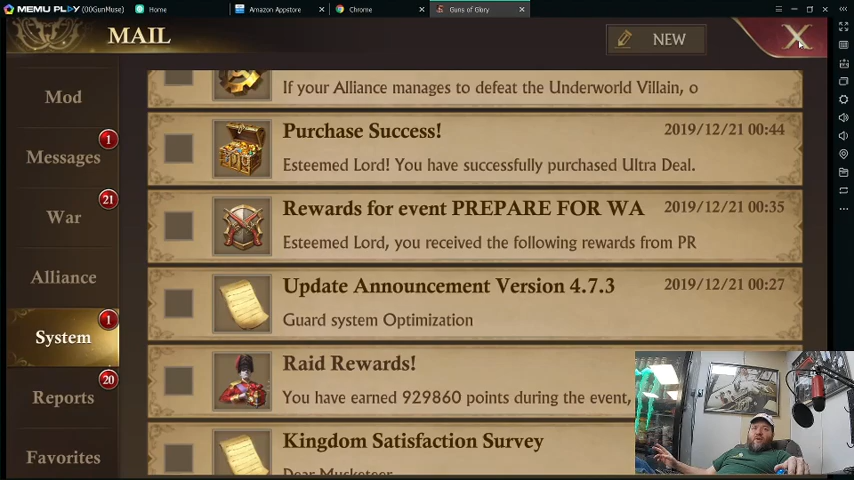 MEMU PLAY (00GunMuse)
Home
Amazon Appstore
Chrome
Guns of Glory
MAIL
NEW
Mod
Messages
1
War
21
Alliance
System
1
Reports
20
Favorites
If your Alliance manages to defeat the Underworld Villain, o
Purchase Success!
2019/12/21 00:44
Esteemed Lord! You have successfully purchased Ultra Deal.
Rewards for event PREPARE FOR WA
2019/12/21 00:35
Esteemed Lord, you received the following rewards from PR
Update Announcement Version 4.7.3
2019/12/21 00:27
Guard system Optimization
Raid Rewards!
You have earned 929860 points during the event,
Kingdom Satisfaction Survey
Dear Musketeer